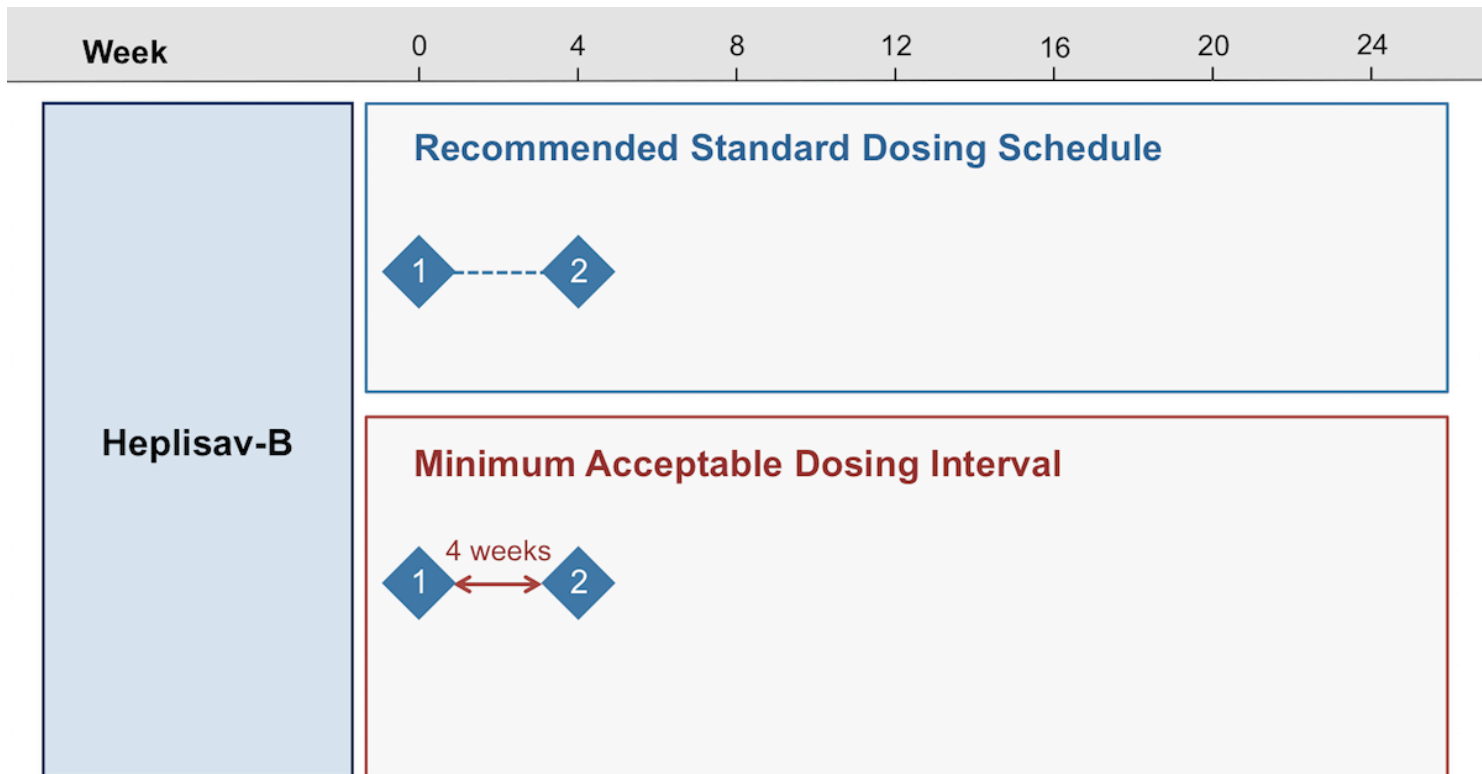 Week 0 4 8 12 16 20 24
Recommended Standard Dosing Schedule
1 2
Heplisav-B
Minimum Acceptable Dosing Interval
4 weeks
1 2